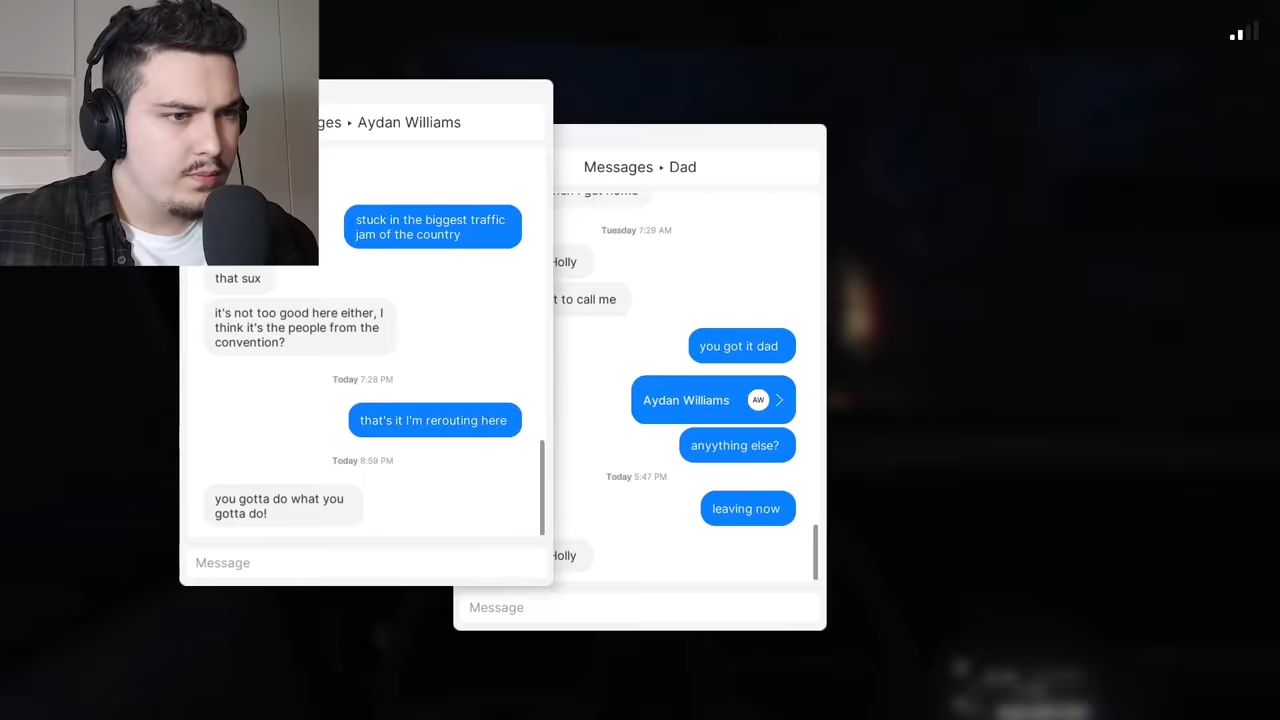 ges ▸ Aydan Williams
stuck in the biggest traffic
jam of the country
that sux
it's not too good here either, I
think it's the people from the
convention?
Today 7:28 PM
that's it I'm rerouting here
Today 8:59 PM
you gotta do what you
gotta do!
Message
Messages ▸ Dad
Tuesday 7:29 AM
Holly
t to call me
you got it dad
Aydan Williams AW
anyything else?
Today 5:47 PM
leaving now
Holly
Message